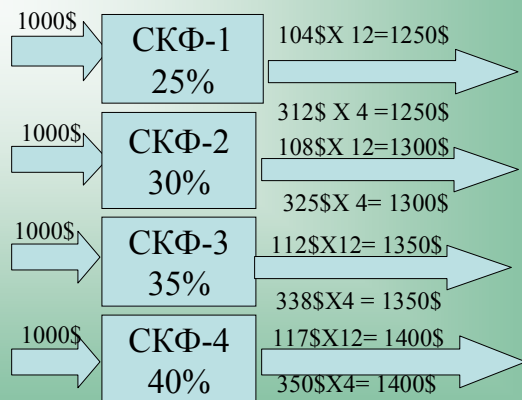 1000$
СКФ-1
25%
104$X 12=1250$
312$ X 4 =1250$
1000$
СКФ-2
30%
108$X 12=1300$
325$X 4= 1300$
1000$
СКФ-3
35%
112$X12= 1350$
338$X4 = 1350$
1000$
СКФ-4
40%
117$X12= 1400$
350$X4= 1400$